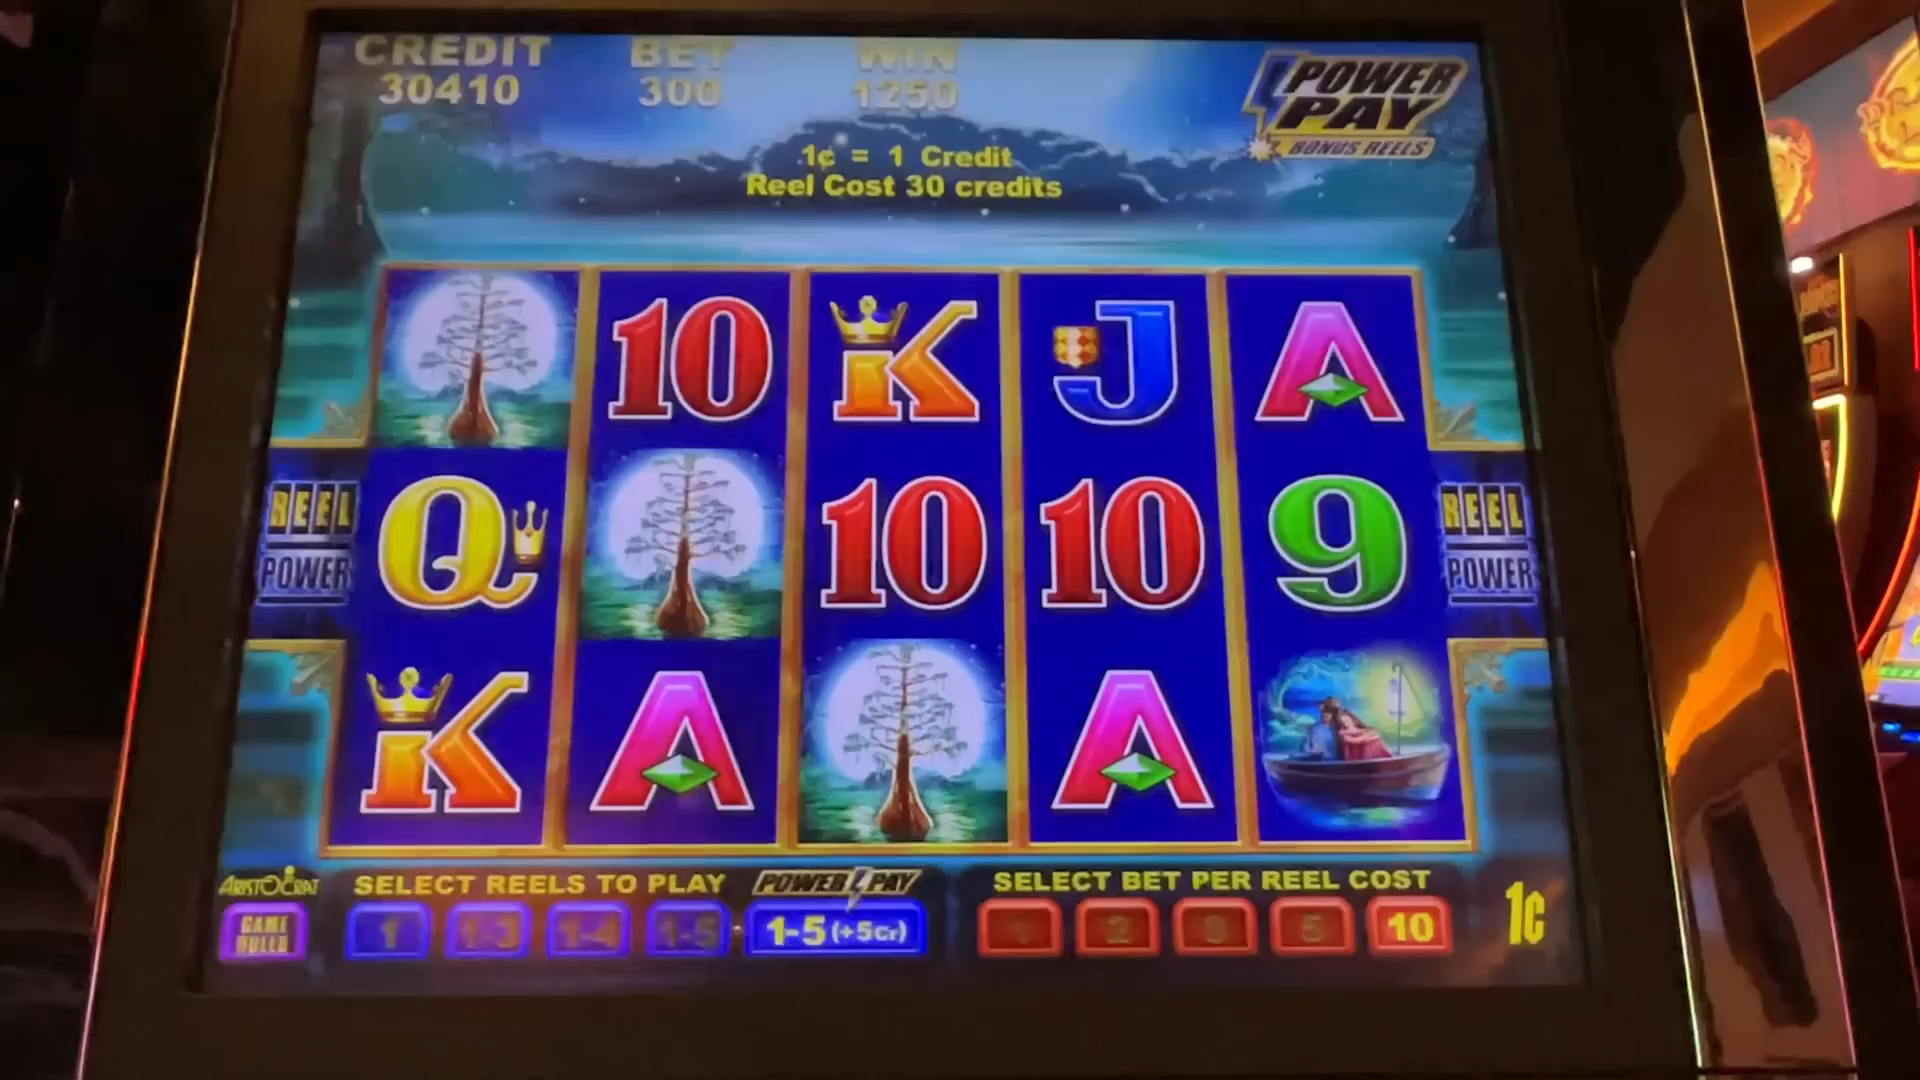 CREDIT BET WIN
30410 300 1250
POWER
PAY
BONUS REELS
1¢ = 1 Credit
Reel Cost 30 credits
10 K J A
Q 10 10 9
K A A
REEL
POWER
REEL
POWER
ARISTOCRAT
SELECT REELS TO PLAY POWER PAY SELECT BET PER REEL COST
GAME
RULES
1 1-3 1-4 1-5 1-5 (+5cr) 1 2 3 5 10 1¢